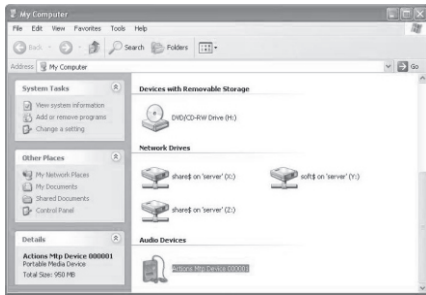 My Computer
File Edit View Favorites Tools Help
Back Search Folders
Address My Computer Go
System Tasks
View system information
Add or remove programs
Change a setting
Other Places
My Network Places
My Documents
Shared Documents
Control Panel
Details
Actions Mtp Device 000001
Portable Media Device
Total Size: 950 MB
Devices with Removable Storage
DVD/CD-RW Drive (H:)
Network Drives
share$ on 'server' (X:) soft$ on 'server' (Y:)
share$ on 'server' (Z:)
Audio Devices
Actions Mtp Device 000001